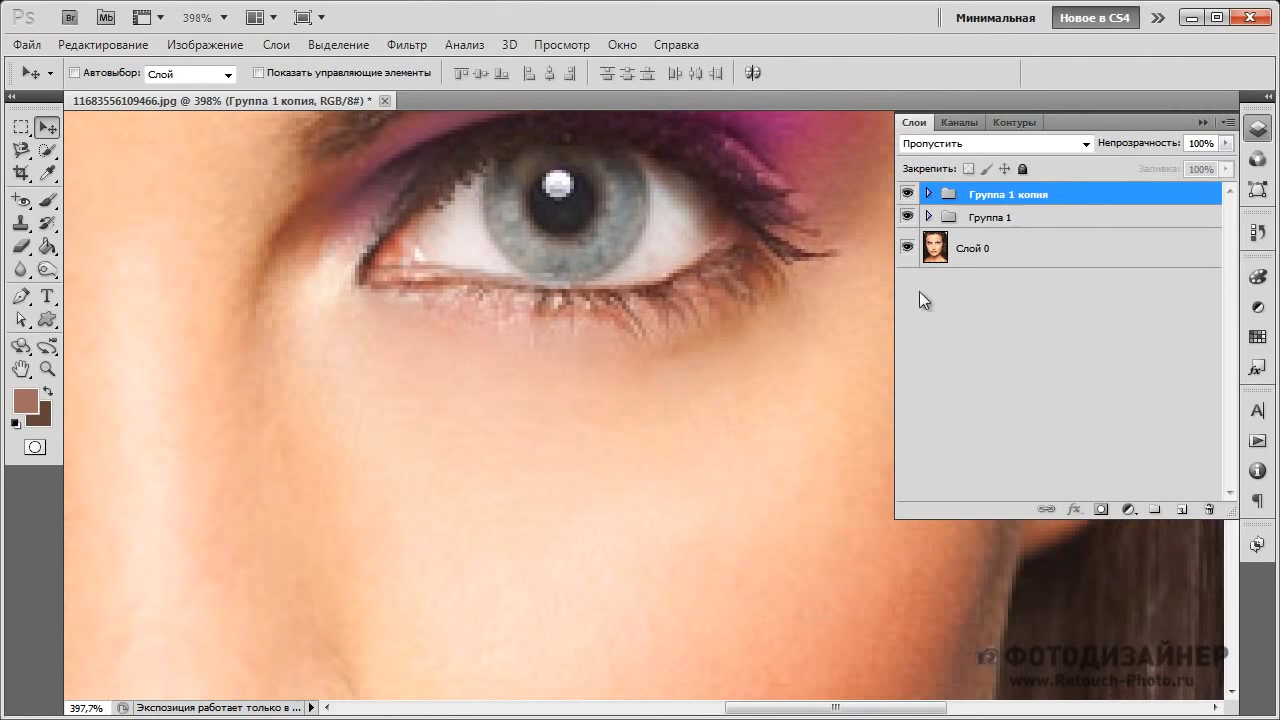 Ps Br Mb 398% Минимальная Новое в CS4
Файл Редактирование Изображение Слои Выделение Фильтр Анализ 3D Просмотр Окно Справка
Автовыбор: Слой Показать управляющие элементы
11683556109466.jpg @ 398% (Группа 1 копия, RGB/8#) *
Слои Каналы Контуры
Пропустить Непрозрачность: 100%
Закрепить: Заливка: 100%
Группа 1 копия
Группа 1
Слой 0
ФОТОДИЗАЙНЕР
www.Retouch-Photo.ru
397,7% Экспозиция работает только в ...